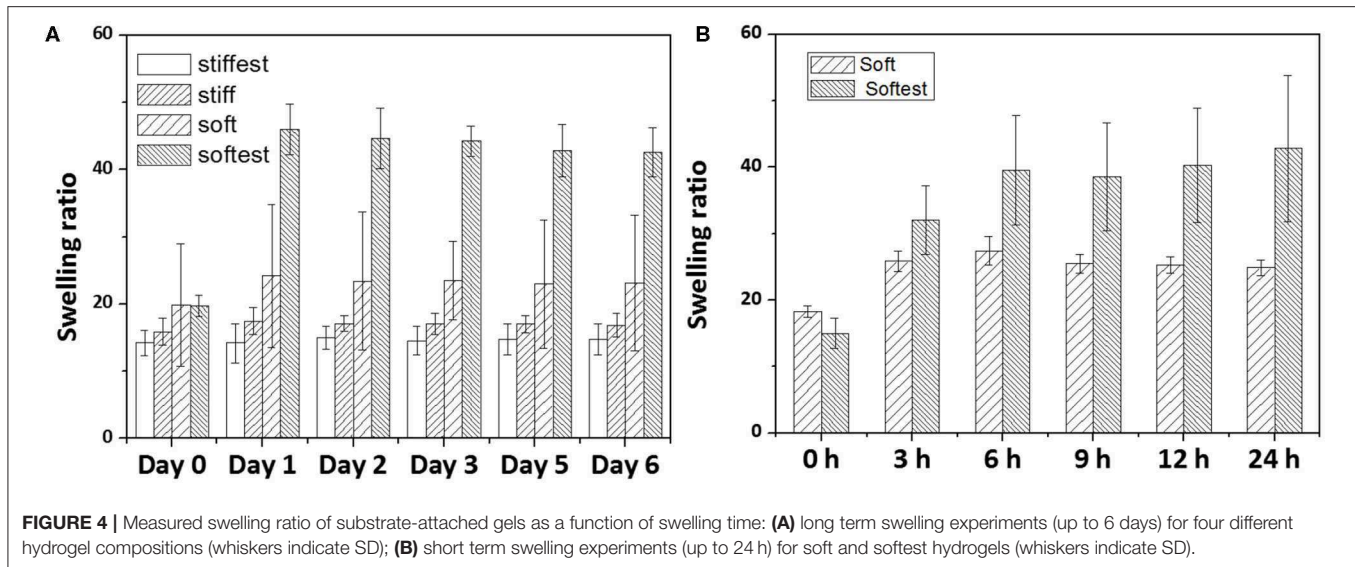 A
60
40
20
0
Swelling ratio
stiffest
stiff
soft
softest
Day 0 Day 1 Day 2 Day 3 Day 5 Day 6
B
60
40
20
0
Swelling ratio
Soft
Softest
0 h 3 h 6 h 9 h 12 h 24 h
FIGURE 4 | Measured swelling ratio of substrate-attached gels as a function of swelling time: (A) long term swelling experiments (up to 6 days) for four different
hydrogel compositions (whiskers indicate SD); (B) short term swelling experiments (up to 24 h) for soft and softest hydrogels (whiskers indicate SD).